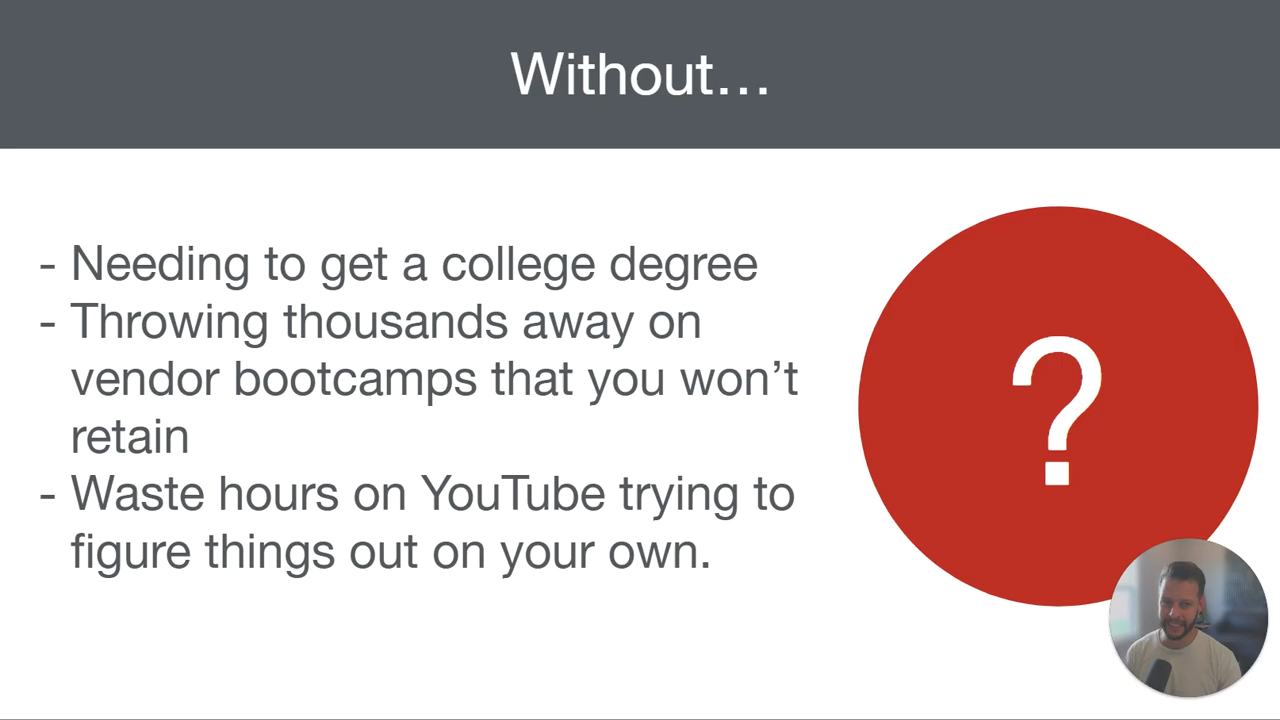 Without…
- Needing to get a college degree
- Throwing thousands away on
vendor bootcamps that you won’t
retain
- Waste hours on YouTube trying to
figure things out on your own.
?